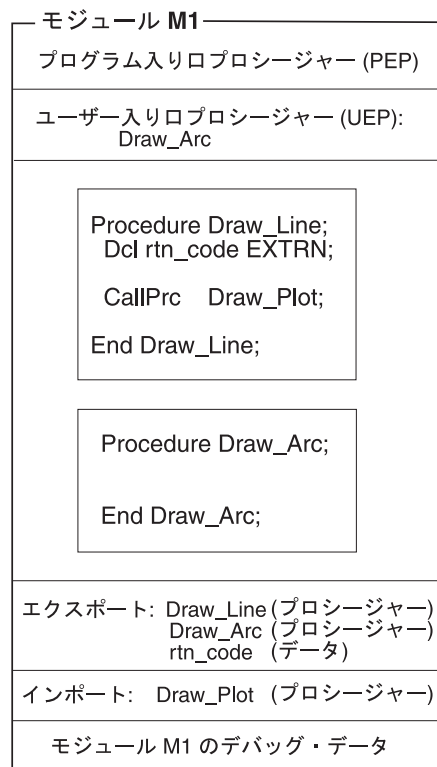 モジュール M1
プログラム入り口プロシージャー (PEP)
ユーザー入り口プロシージャー (UEP):
Draw_Arc
Procedure Draw_Line;
Dcl rtn_code EXTRN;
CallPrc Draw_Plot;
End Draw_Line;
Procedure Draw_Arc;
End Draw_Arc;
エクスポート: Draw_Line (プロシージャー)
Draw_Arc (プロシージャー)
rtn_code (データ)
インポート: Draw_Plot (プロシージャー)
モジュール M1 のデバッグ・データ